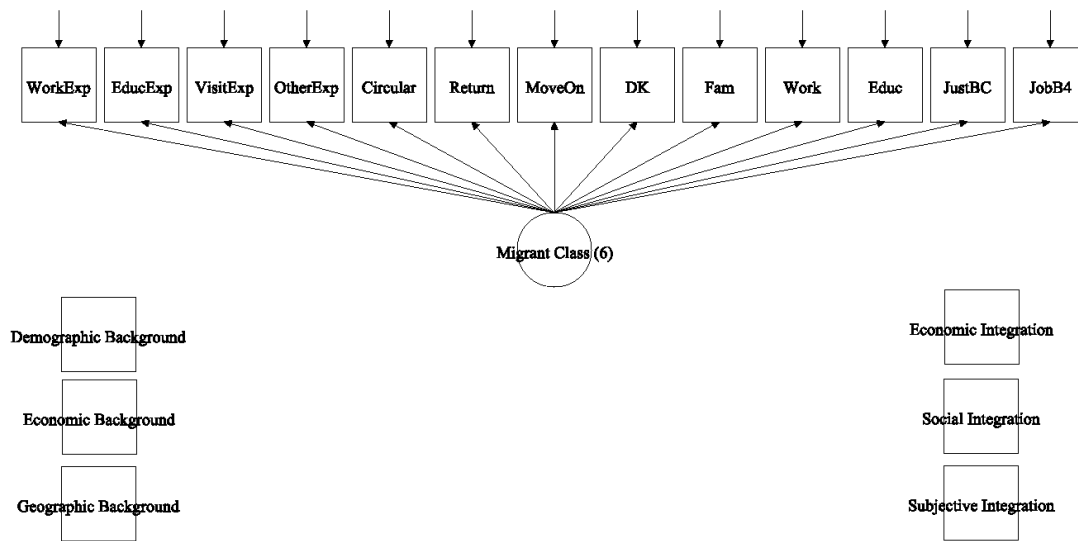 WorkExp EducExp VisitExp OtherExp Circular Return MoveOn DK Fam Work Educ JustBC JobB4
Migrant Class (6)
Demographic Background
Economic Background
Geographic Background
Economic Integration
Social Integration
Subjective Integration